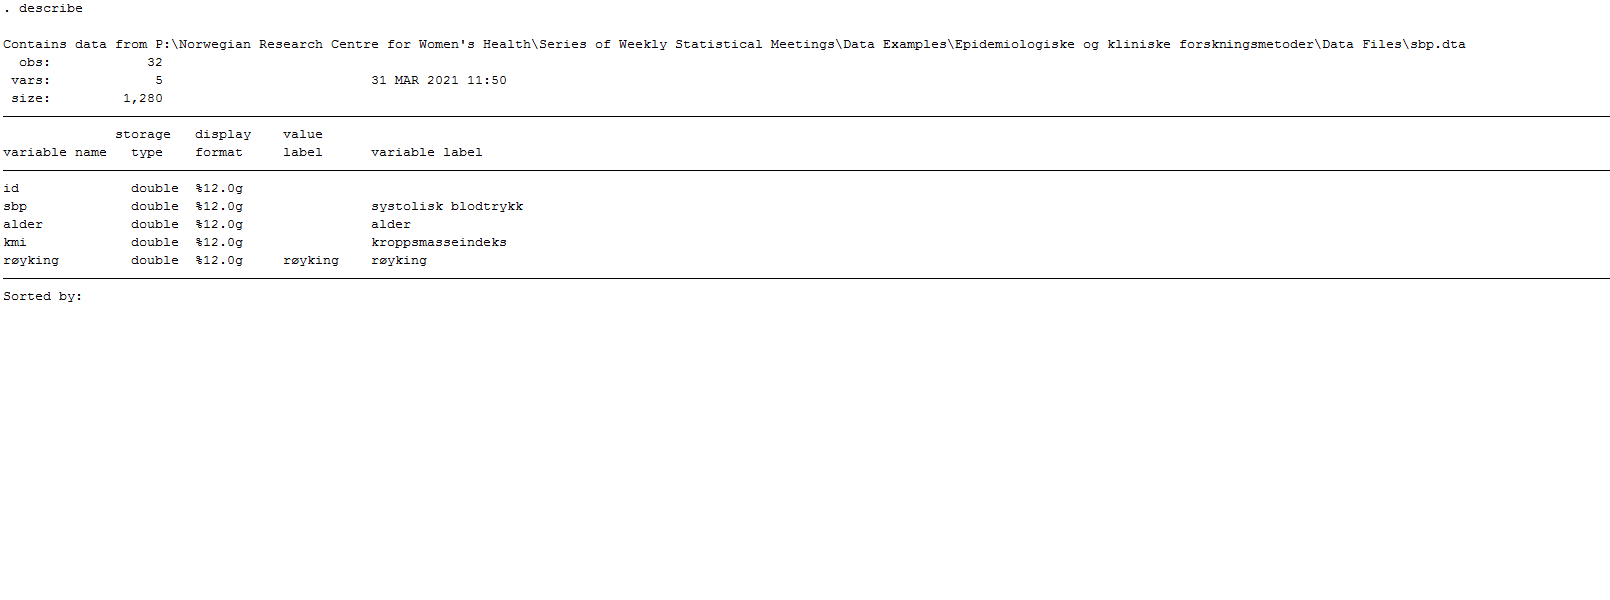 . describe
Contains data from P:\Norwegian Research Centre for Women's Health\Series of Weekly Statistical Meetings\Data Examples\Epidemiologiske og kliniske forskningsmetoder\Data Files\sbp.dta
obs: 32
vars: 5 31 MAR 2021 11:50
size: 1,280
storage display value
variable name type format label variable label
id double %12.0g
sbp double %12.0g systolisk blodtrykk
alder double %12.0g alder
kmi double %12.0g kroppsmasseindeks
røyking double %12.0g røyking røyking
Sorted by: